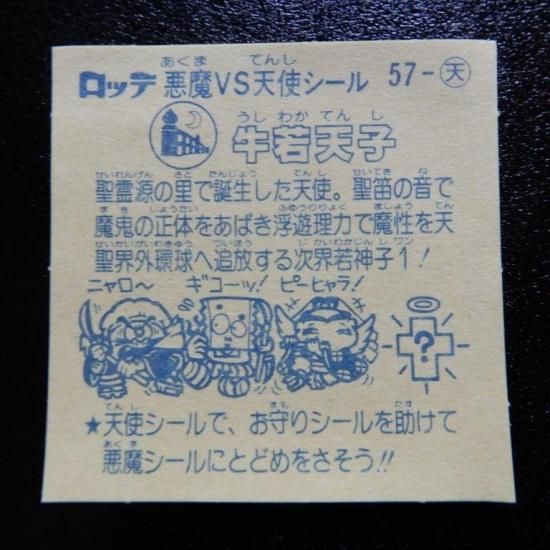 ロッテ 悪魔VS天使シール 57-天
牛若天子
聖霊源の里で誕生した天使。聖笛の音で
魔鬼の正体をあばき浮遊理力で魔性を天
聖界外環球へ追放する次界若神子1!
ニャロ〜 ギコーッ! ピーヒャラ!
?
★天使シールで、お守りシールを助けて
悪魔シールにとどめをさそう!!